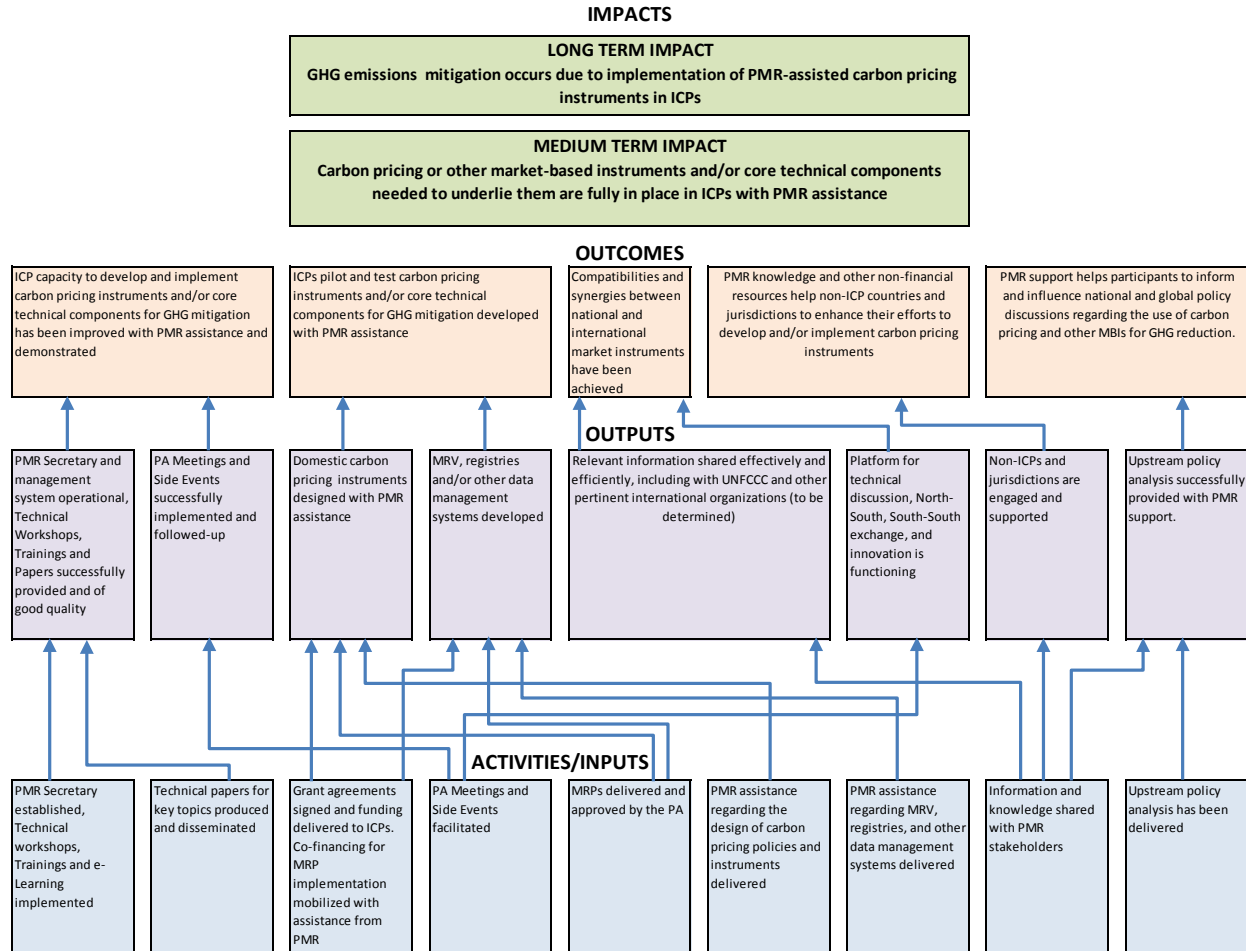 IMPACTS
LONG TERM IMPACT
GHG emissions mitigation occurs due to implementation of PMR-assisted carbon pricing
instruments in ICPs
MEDIUM TERM IMPACT
Carbon pricing or other market-based instruments and/or core technical components
needed to underlie them are fully in place in ICPs with PMR assistance
OUTCOMES
ICP capacity to develop and implement
carbon pricing instruments and/or core
technical components for GHG mitigation
has been improved with PMR assistance and
demonstrated
ICPs pilot and test carbon pricing
instruments and/or core technical
components for GHG mitigation developed
with PMR assistance
Compatibilities and
synergies between
national and
international
market instruments
have been
achieved
PMR knowledge and other non-financial
resources help non-ICP countries and
jurisdictions to enhance their efforts to
develop and/or implement carbon pricing
instruments
PMR support helps participants to inform
and influence national and global policy
discussions regarding the use of carbon
pricing and other MBIs for GHG reduction.
OUTPUTS
PMR Secretary and
management
system operational,
Technical
Workshops,
Trainings and
Papers successfully
provided and of
good quality
PA Meetings and
Side Events
successfully
implemented and
followed-up
Domestic carbon
pricing instruments
designed with PMR
assistance
MRV, registries
and/or other data
management
systems developed
Relevant information shared effectively and
efficiently, including with UNFCCC and other
pertinent international organizations (to be
determined)
Platform for
technical
discussion, North-
South, South-South
exchange, and
innovation is
functioning
Non-ICPs and
jurisdictions are
engaged and
supported
Upstream policy
analysis successfully
provided with PMR
support.
ACTIVITIES/INPUTS
PMR Secretary
established,
Technical
workshops,
Trainings and e-
Learning
implemented
Technical papers for
key topics produced
and disseminated
Grant agreements
signed and funding
delivered to ICPs.
Co-financing for
MRP
implementation
mobilized with
assistance from
PMR
PA Meetings and
Side Events
facilitated
MRPs delivered and
approved by the PA
PMR assistance
regarding the
design of carbon
pricing policies and
instruments
delivered
PMR assistance
regarding MRV,
registries, and other
data management
systems delivered
Information and
knowledge shared
with PMR
stakeholders
Upstream policy
analysis has been
delivered